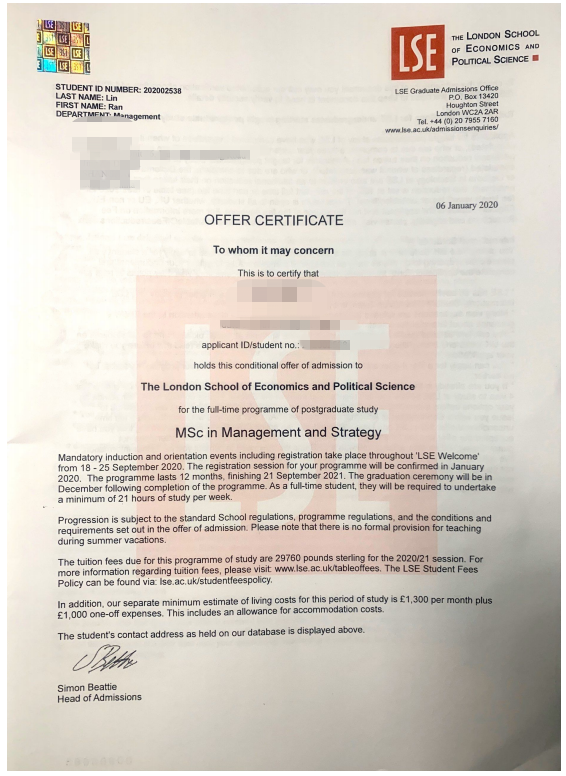 LSE
THE LONDON SCHOOL
OF ECONOMICS AND
POLITICAL SCIENCE
STUDENT ID NUMBER: 202002538
LAST NAME: Lin
FIRST NAME: Ran
DEPARTMENT: Management
LSE Graduate Admissions Office
P.O. Box 13420
Houghton Street
London WC2A 2AR
Tel. +44 (0) 20 7955 7160
www.lse.ac.uk/admissionsenquiries/
06 January 2020
OFFER CERTIFICATE
To whom it may concern
This is to certify that
applicant ID/student no.:
holds this conditional offer of admission to
The London School of Economics and Political Science
for the full-time programme of postgraduate study
MSc in Management and Strategy
Mandatory induction and orientation events including registration take place throughout 'LSE Welcome'
from 18 - 25 September 2020. The registration session for your programme will be confirmed in January
2020. The programme lasts 12 months, finishing 21 September 2021. The graduation ceremony will be in
December following completion of the programme. As a full-time student, they will be required to undertake
a minimum of 21 hours of study per week.
Progression is subject to the standard School regulations, programme regulations, and the conditions and
requirements set out in the offer of admission. Please note that there is no formal provision for teaching
during summer vacations.
The tuition fees due for this programme of study are 29760 pounds sterling for the 2020/21 session. For
more information regarding tuition fees, please visit: www.lse.ac.uk/tableoffees. The LSE Student Fees
Policy can be found via: lse.ac.uk/studentfeespolicy.
In addition, our separate minimum estimate of living costs for this period of study is £1,300 per month plus
£1,000 one-off expenses. This includes an allowance for accommodation costs.
The student's contact address as held on our database is displayed above.
Simon Beattie
Head of Admissions